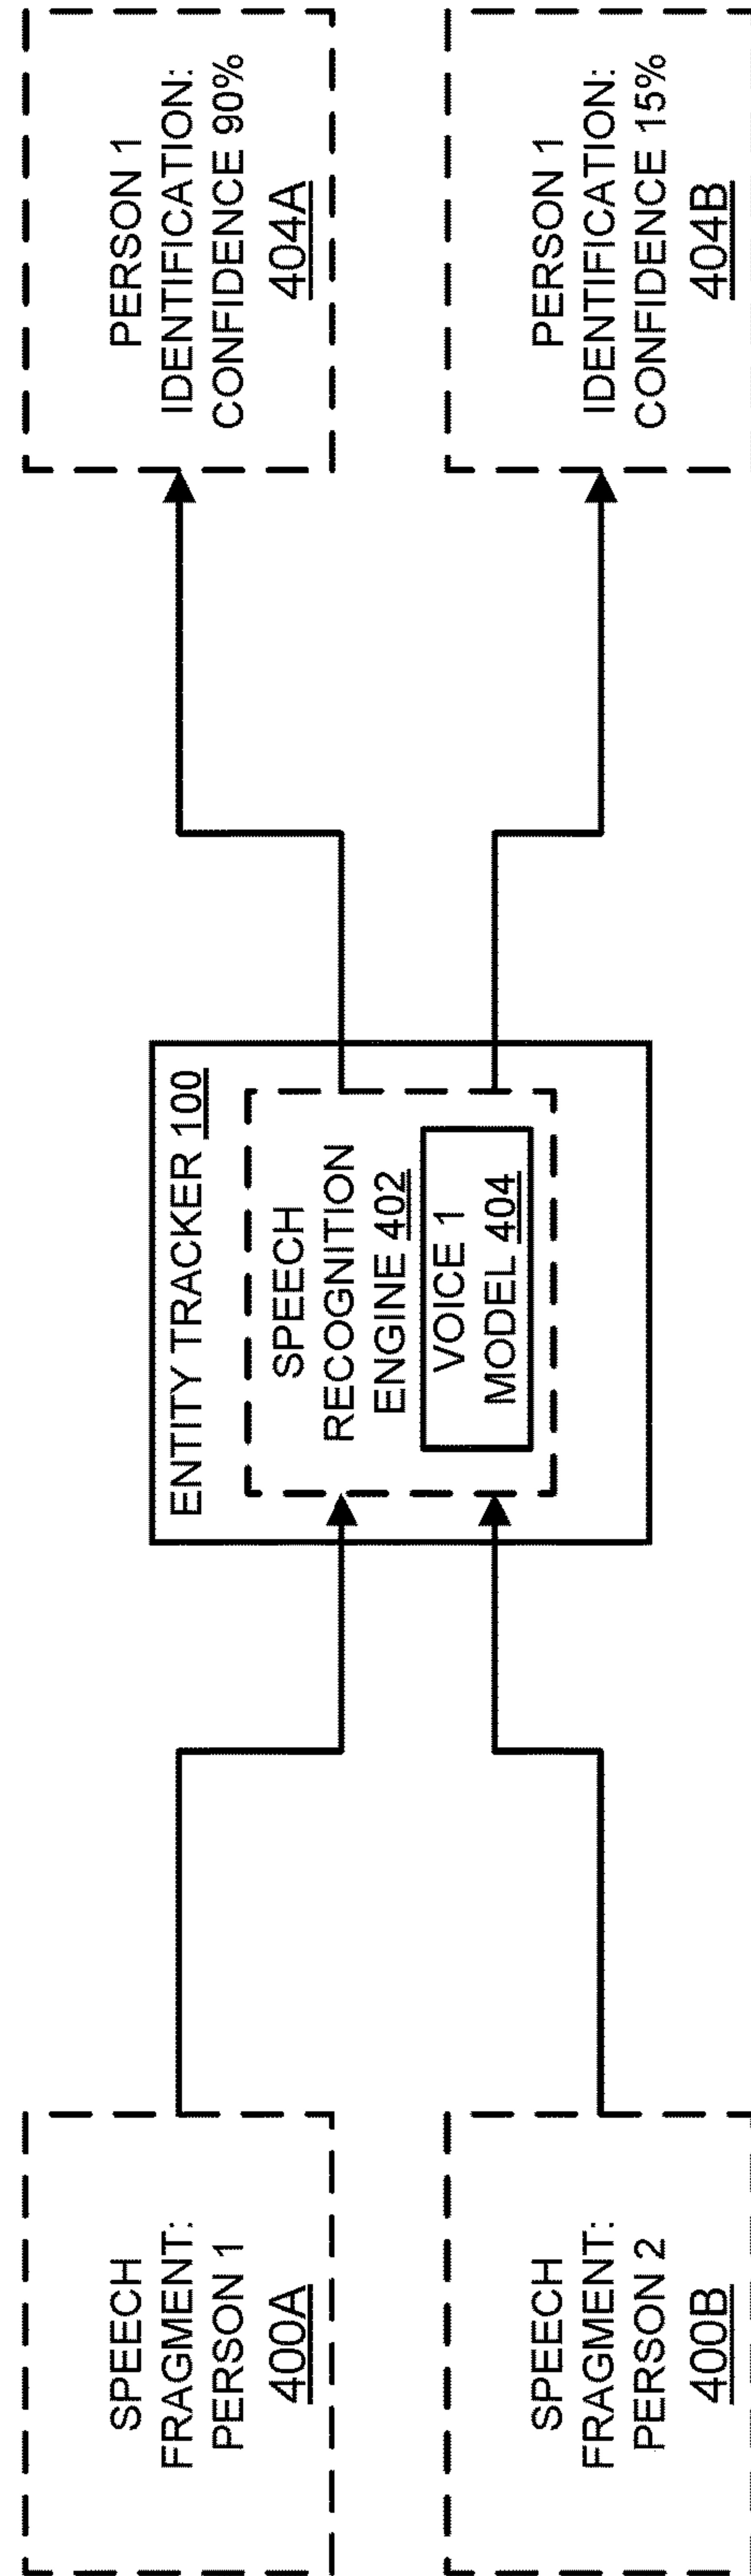 SPEECH
FRAGMENT:
PERSON 1
400A
SPEECH
FRAGMENT:
PERSON 2
400B
ENTITY TRACKER 100
SPEECH
RECOGNITION
ENGINE 402
VOICE 1
MODEL 404
PERSON 1
IDENTIFICATION:
CONFIDENCE 90%
404A
PERSON 1
IDENTIFICATION:
CONFIDENCE 15%
404B